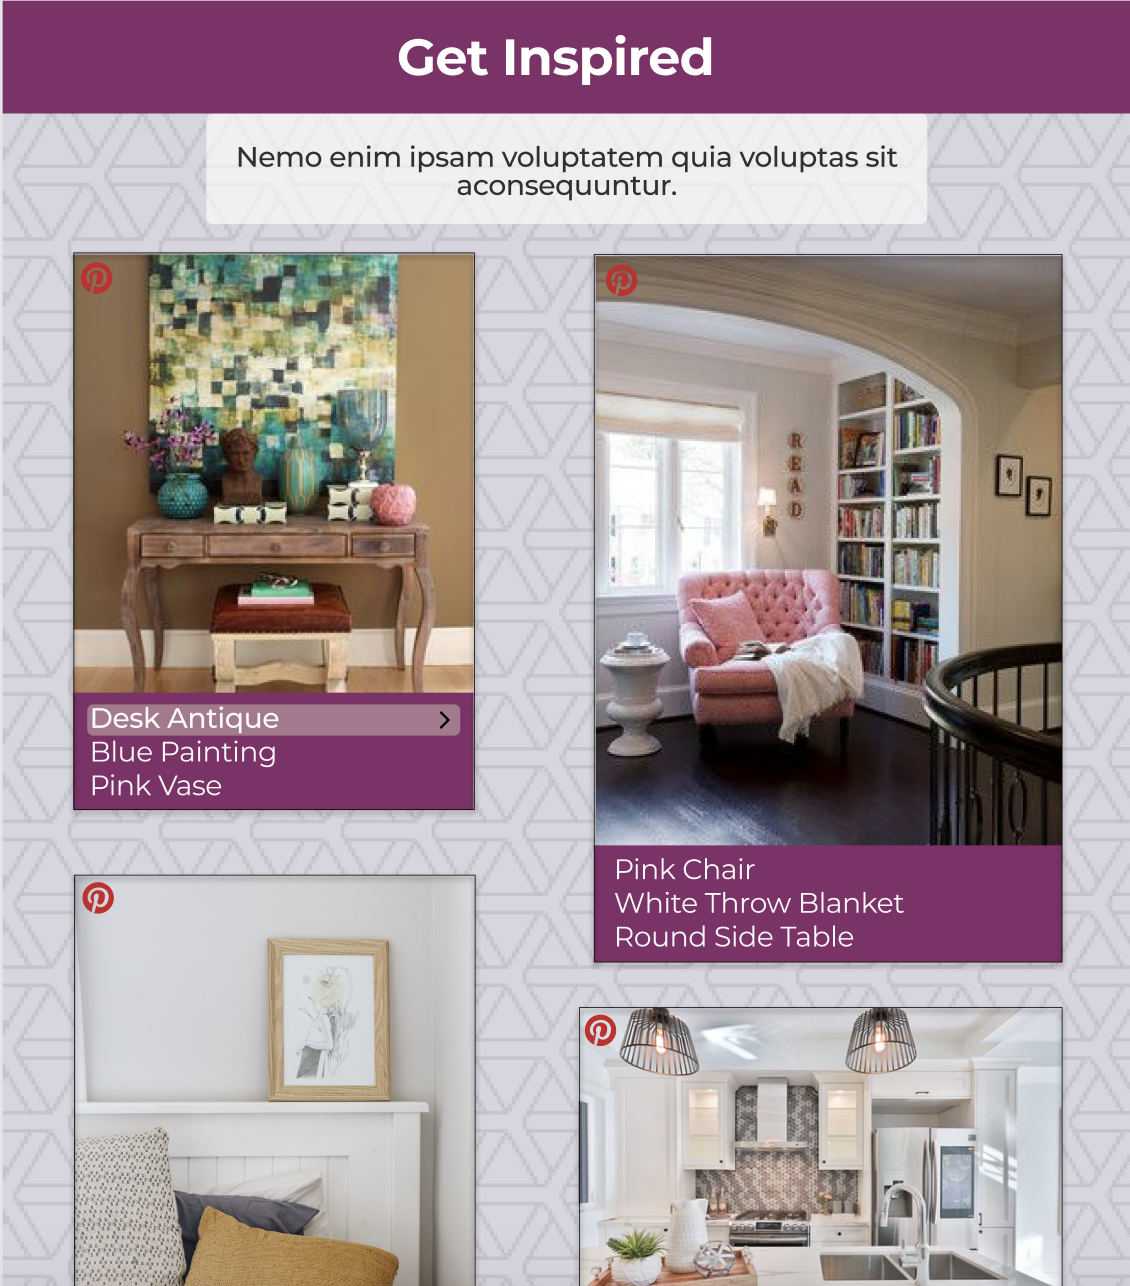 Get Inspired
Nemo enim ipsam voluptatem quia voluptas sit
aconsequuntur.
READ
Desk Antique
Blue Painting
Pink Vase
Pink Chair
White Throw Blanket
Round Side Table